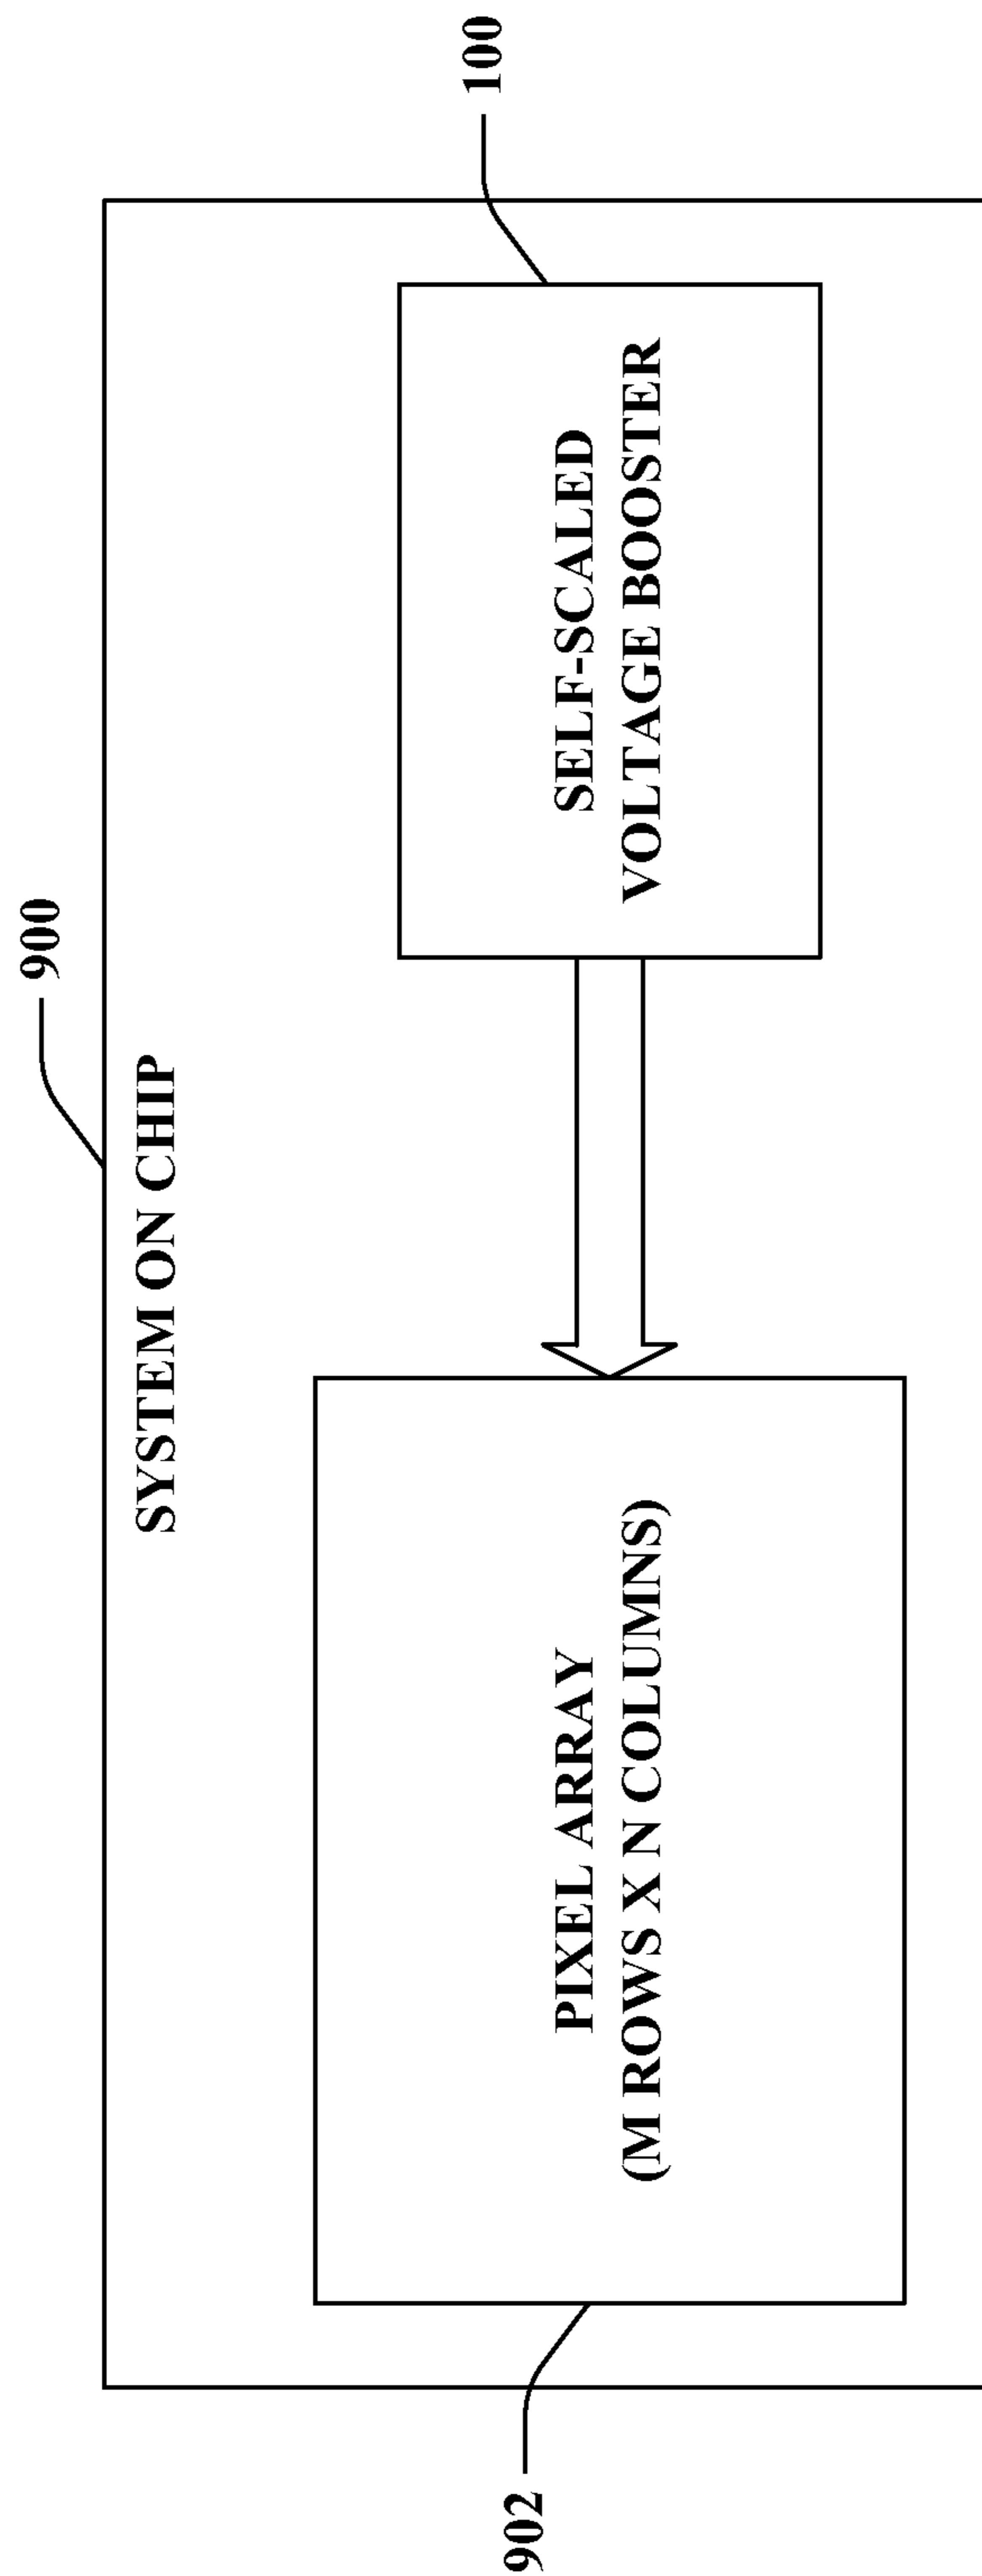 900
SYSTEM ON CHIP
902
PIXEL ARRAY
(M ROWS X N COLUMNS)
100
SELF-SCALED
VOLTAGE BOOSTER